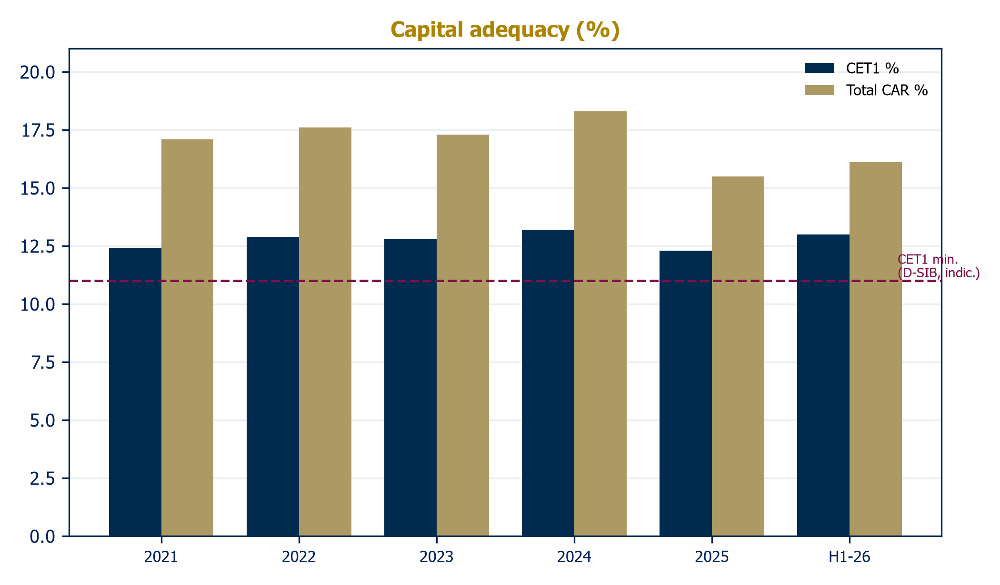 Capital adequacy (%)
CET1 %
Total CAR %
20.0
17.5
15.0
12.5
10.0
7.5
5.0
2.5
0.0
CET1 min.
(D-SIB, indic.)
2021
2022
2023
2024
2025
H1-26